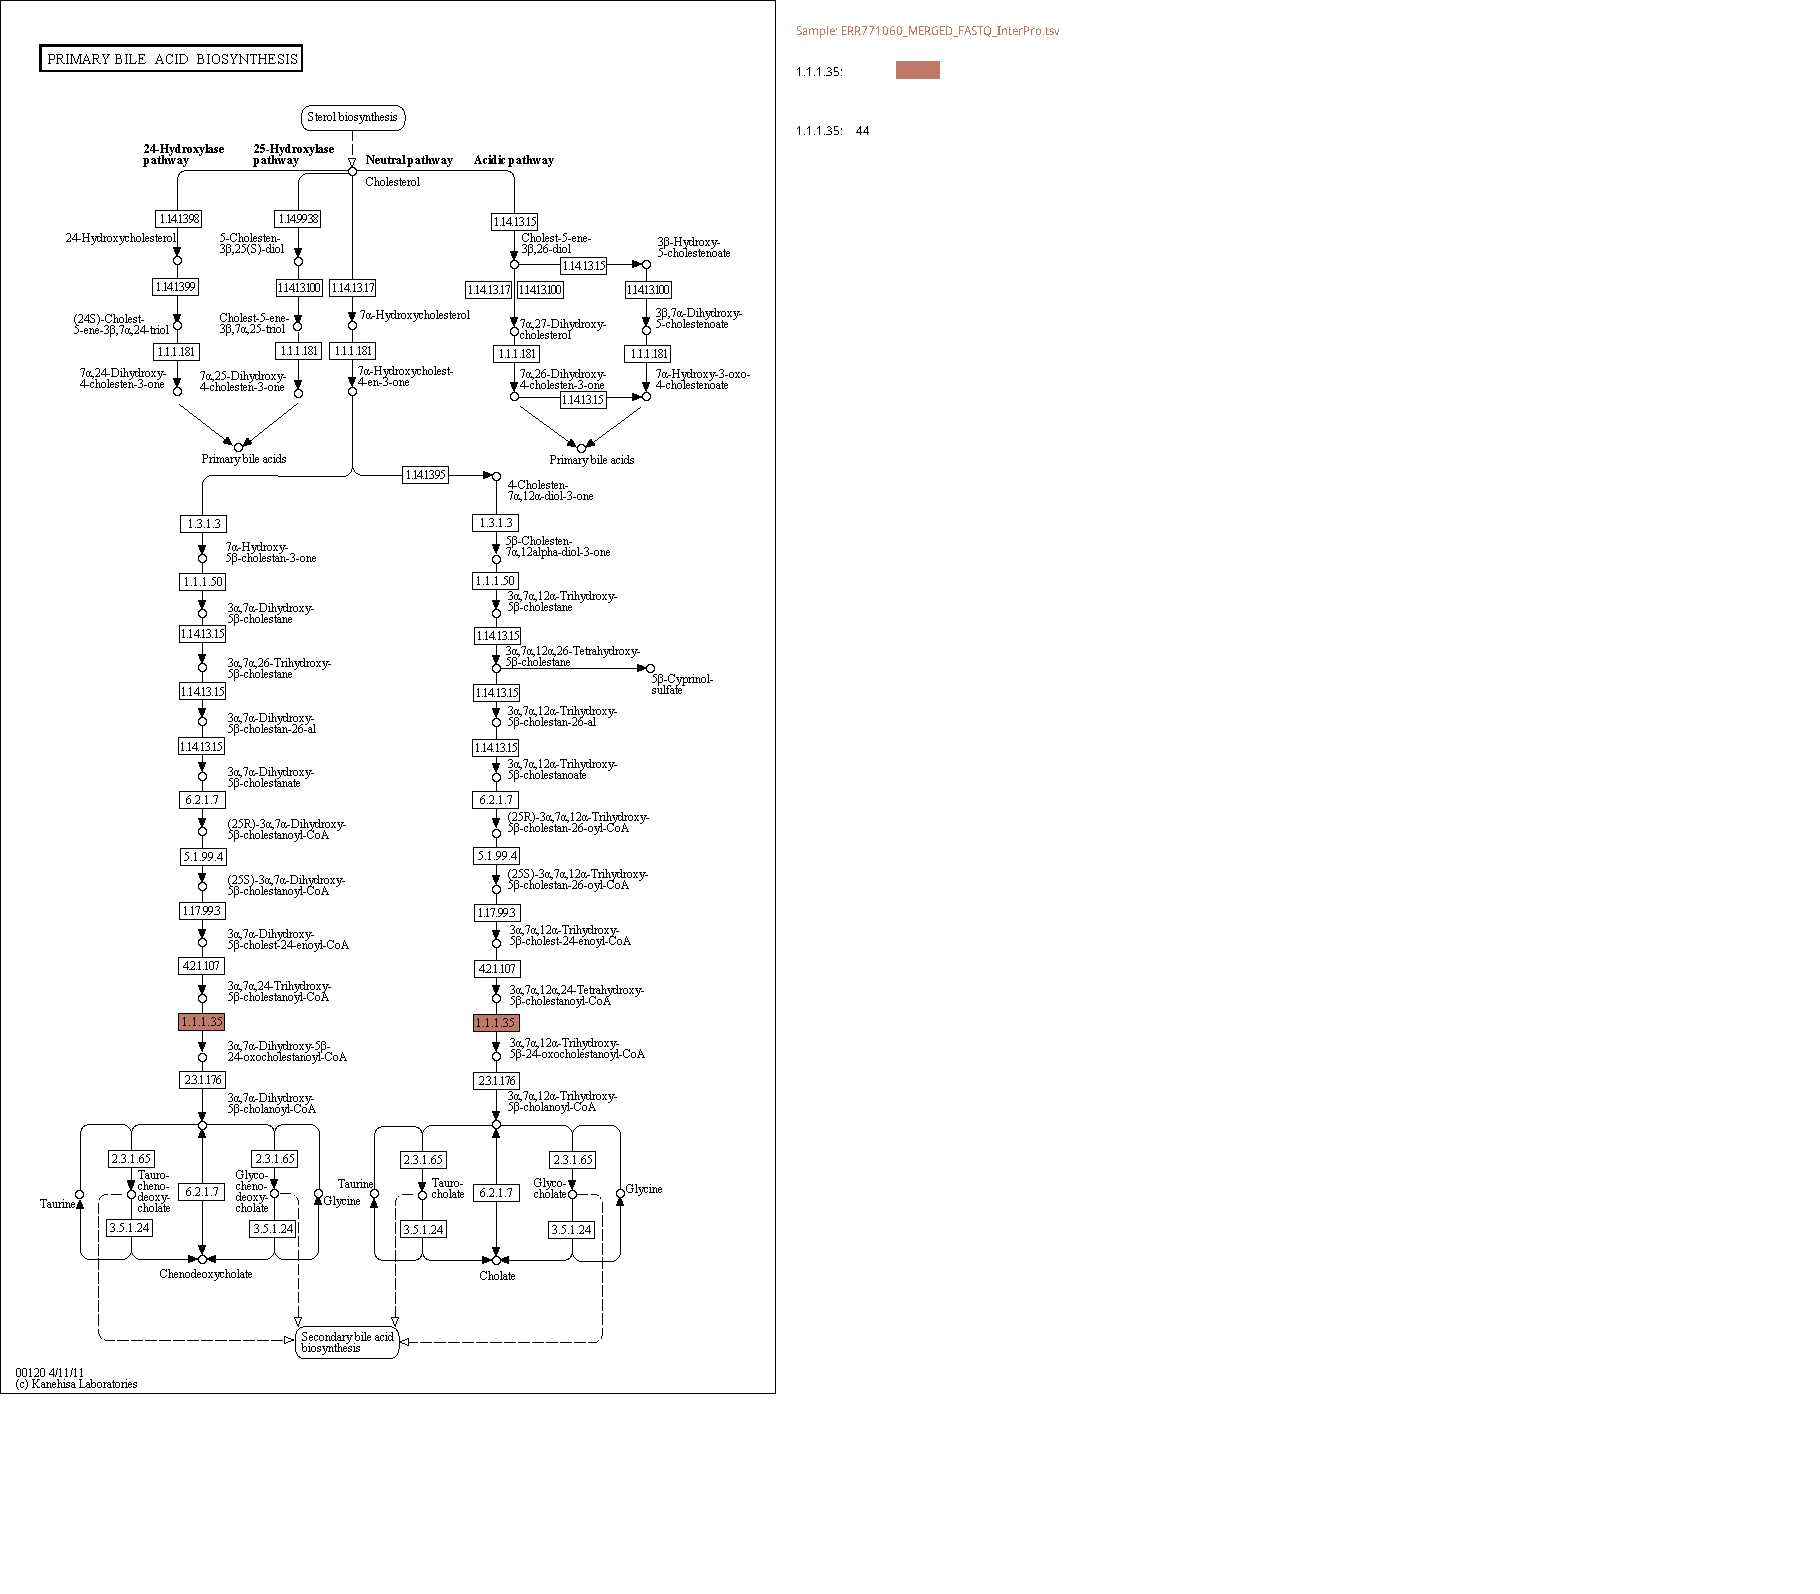 Sample: ERR771060_MERGED_FASTQ_InterPro.tsv
PRIMARY BILE ACID BIOSYNTHESIS
1.1.1.35:
1.1.1.35: 44
Sterol biosynthesis
24-Hydroxylase
pathway
25-Hydroxylase
pathway
Neutral pathway
Acidic pathway
Cholesterol
1.14.1398
1.149938
1.14.13.15
24-Hydroxycholesterol
5-Cholesten-
3β,25(S)-diol
Cholest-5-ene-
3β,26-diol
3β-Hydroxy-
5-cholestenoate
1.14.13.15
1.141399
11413100
1.14.13.17
1.14.13.17
11413100
11413100
(24S)-Cholest-
5-ene-3β,7α,24-triol
Cholest-5-ene-
3β,7α,25-triol
7α-Hydroxycholesterol
7α,27-Dihydroxy-
cholesterol
3β,7α-Dihydroxy-
5-cholestenoate
1.1.1.181
1.1.1.181
1.1.1.181
1.1.1.181
1.1.1.181
7α,24-Dihydroxy-
4-cholesten-3-one
7α,25-Dihydroxy-
4-cholesten-3-one
7α-Hydroxycholest-
4-en-3-one
7α,26-Dihydroxy-
4-cholesten-3-one
7α-Hydroxy-3-oxo-
4-cholestenoate
1.14.13.15
Primary bile acids
Primary bile acids
1.141395
4-Cholesten-
7α,12α-diol-3-one
1.3.1.3
1.3.1.3
7α-Hydroxy-
5β-cholestan-3-one
5β-Cholesten-
7α,12alpha-diol-3-one
1.1.1.50
1.1.1.50
3α,7α-Dihydroxy-
5β-cholestane
3α,7α,12α-Trihydroxy-
5β-cholestane
1.14.13.15
1.14.13.15
3α,7α,26-Trihydroxy-
5β-cholestane
3α,7α,12α,26-Tetrahydroxy-
5β-cholestane
5β-Cyprinol-
sulfate
1.14.13.15
1.14.13.15
3α,7α-Dihydroxy-
5β-cholestan-26-al
3α,7α,12α-Trihydroxy-
5β-cholestan-26-al
1.14.13.15
1.14.13.15
3α,7α-Dihydroxy-
5β-cholestanate
3α,7α,12α-Trihydroxy-
5β-cholestanoate
6.2.1.7
6.2.1.7
(25R)-3α,7α-Dihydroxy-
5β-cholestanoyl-CoA
(25R)-3α,7α,12α-Trihydroxy-
5β-cholestan-26-oyl-CoA
5.1.99.4
5.1.99.4
(25S)-3α,7α-Dihydroxy-
5β-cholestanoyl-CoA
(25S)-3α,7α,12α-Trihydroxy-
5β-cholestan-26-oyl-CoA
1.17.99.3
1.17.99.3
3α,7α-Dihydroxy-
5β-cholest-24-enoyl-CoA
3α,7α,12α-Trihydroxy-
5β-cholest-24-enoyl-CoA
4.2.1.107
4.2.1.107
3α,7α,24-Trihydroxy-
5β-cholestanoyl-CoA
3α,7α,12α,24-Tetrahydroxy-
5β-cholestanoyl-CoA
1.1.1.35
1.1.1.35
3α,7α-Dihydroxy-5β-
24-oxocholestanoyl-CoA
3α,7α,12α-Trihydroxy-
5β-24-oxocholestanoyl-CoA
2.3.1.176
2.3.1.176
3α,7α-Dihydroxy-
5β-cholanoyl-CoA
3α,7α,12α-Trihydroxy-
5β-cholanoyl-CoA
2.3.1.65
2.3.1.65
2.3.1.65
2.3.1.65
Taurine
Tauro-
cheno-
deoxy-
cholate
6.2.1.7
Glyco-
cheno-
deoxy-
cholate
Glycine
Taurine
Tauro-
cholate
6.2.1.7
Glyco-
cholate
Glycine
3.5.1.24
3.5.1.24
3.5.1.24
3.5.1.24
Chenodeoxycholate
Cholate
Secondary bile acid
biosynthesis
00120 4/11/11
(c) Kanehisa Laboratories